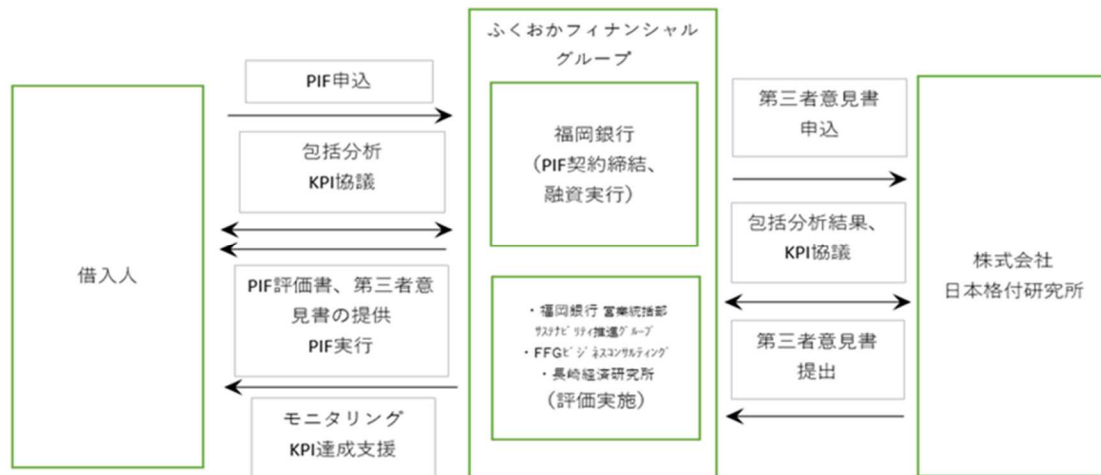 借入人
PIF申込
包括分析
KPI協議
PIF評価書、第三者意
見書の提供
PIF実行
モニタリング
KPI達成支援
ふくおかフィナンシャル
グループ
福岡銀行
（PIF契約締結、
融資実行）
・福岡銀行 営業統括部
ｻｽﾃﾅﾋﾞﾘﾃｨ推進ｸﾞﾙｰﾌﾟ
・FFGﾋﾞｼﾞﾈｽｺﾝｻﾙﾃｨﾝｸﾞ
・長崎経済研究所
（評価実施）
第三者意見書
申込
包括分析結果、
KPI協議
第三者意見書
提出
株式会社
日本格付研究所